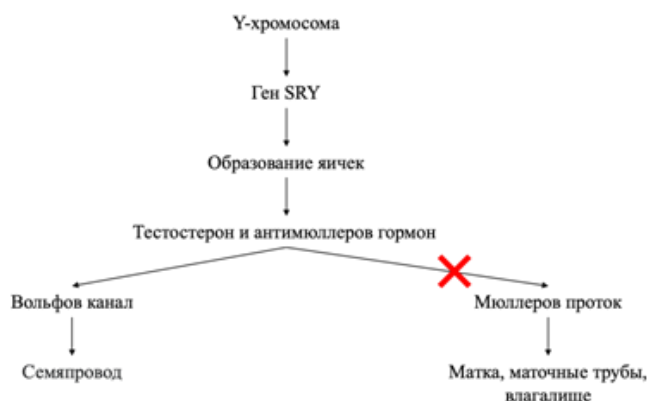 Y-хромосома
Ген SRY
Образование яичек
Тестостерон и антимюллеров гормон
Вольфов канал
Мюллеров проток
Семяпровод
Матка, маточные трубы,
влагалище